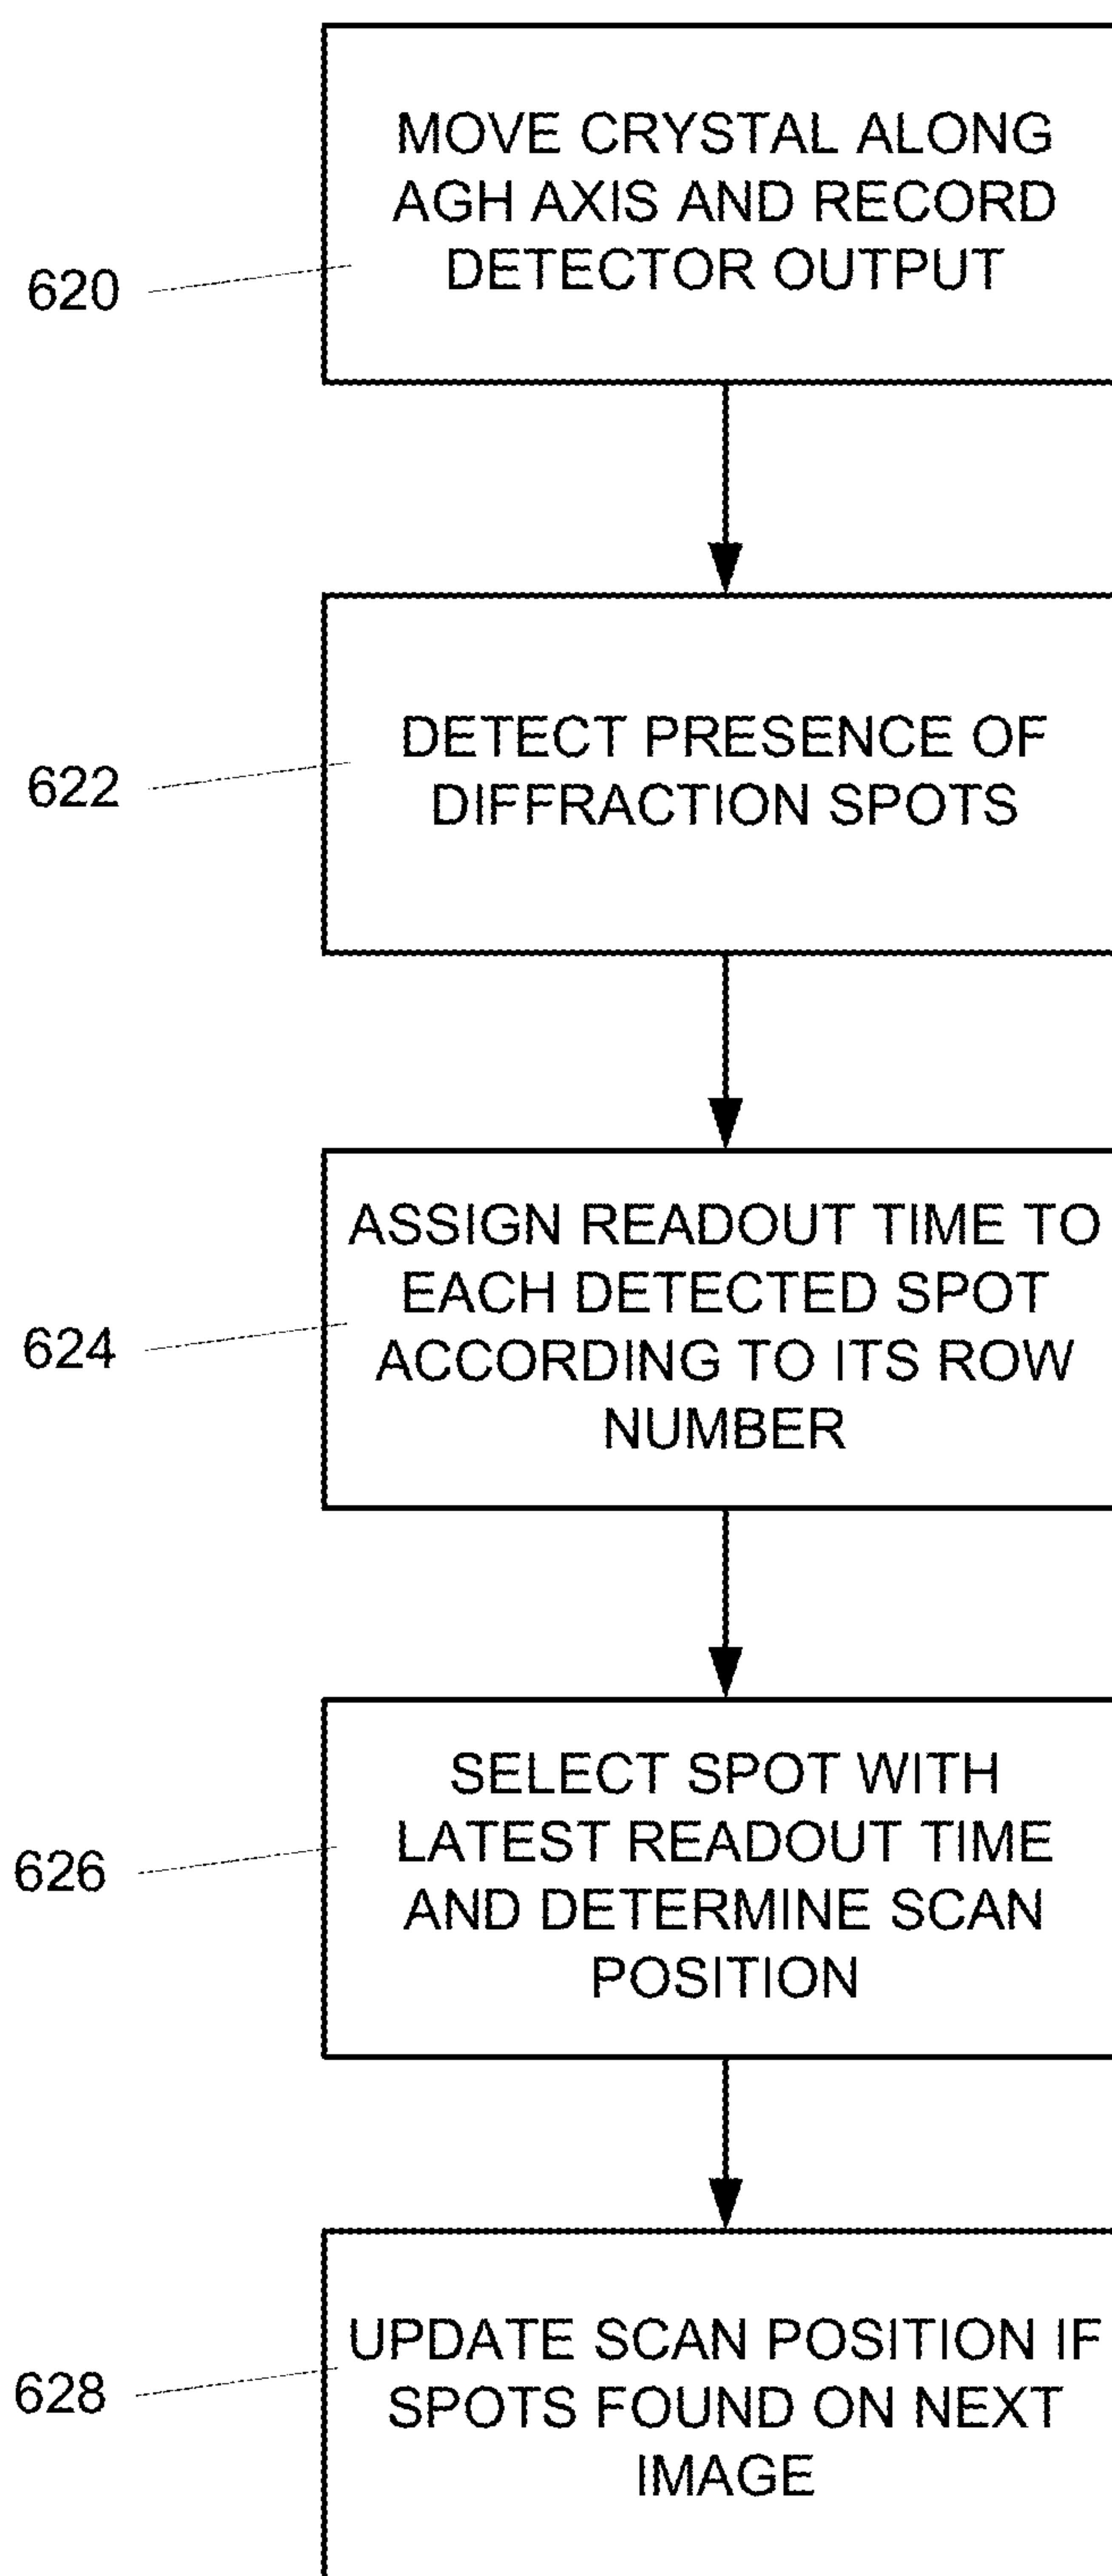 MOVE CRYSTAL ALONG
AGH AXIS AND RECORD
DETECTOR OUTPUT
620
DETECT PRESENCE OF
DIFFRACTION SPOTS
622
ASSIGN READOUT TIME TO
EACH DETECTED SPOT
ACCORDING TO ITS ROW
NUMBER
624
SELECT SPOT WITH
LATEST READOUT TIME
AND DETERMINE SCAN
POSITION
626
UPDATE SCAN POSITION IF
SPOTS FOUND ON NEXT
IMAGE
628